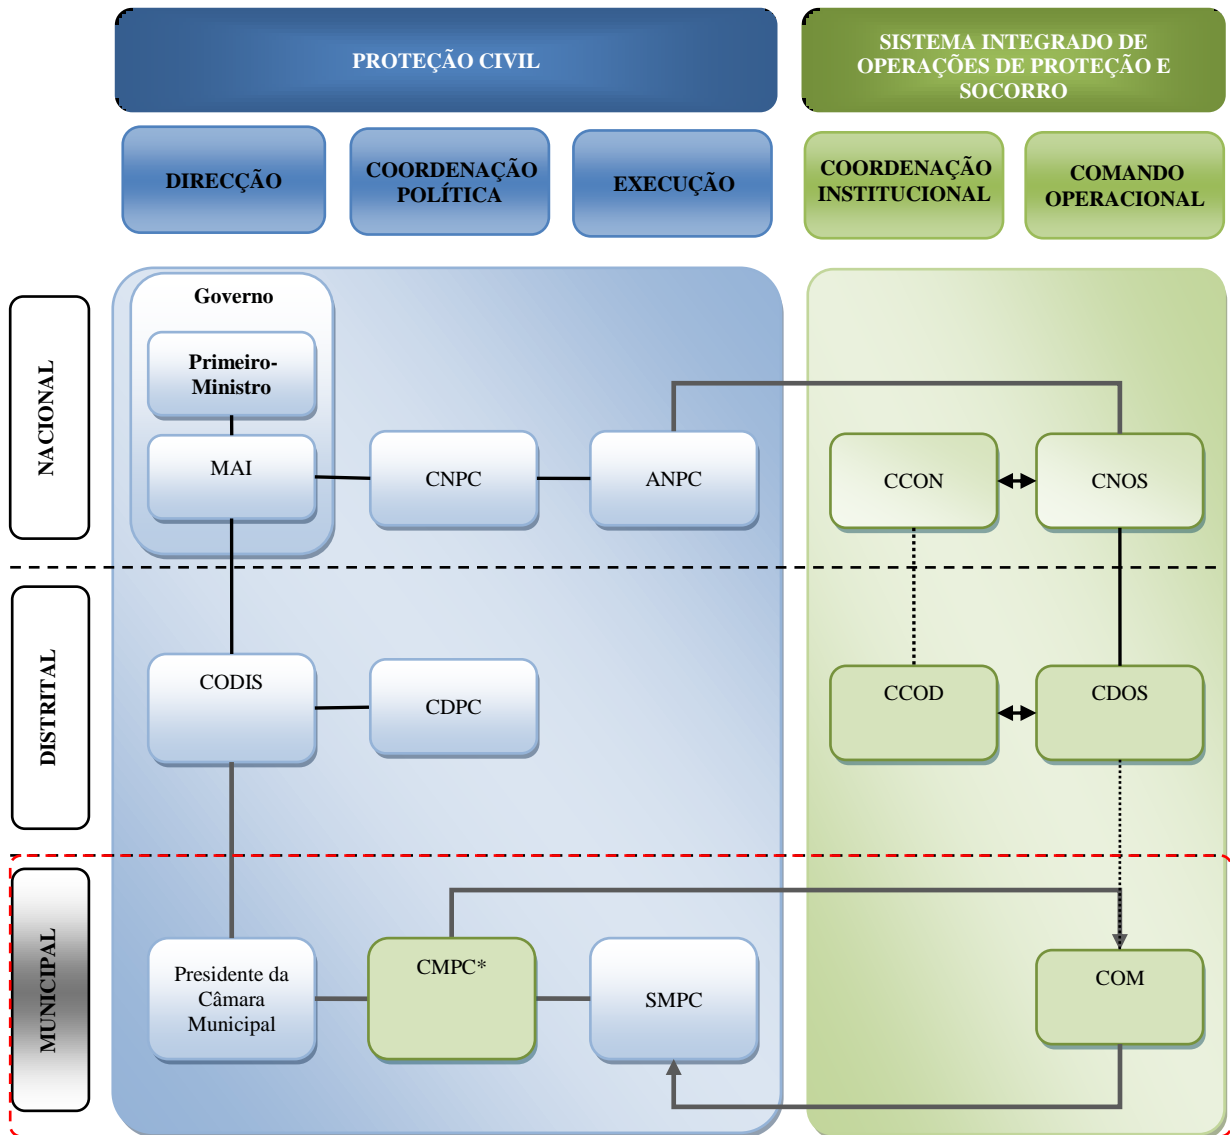 PROTEÇÃO CIVIL
SISTEMA INTEGRADO DE
OPERAÇÕES DE PROTEÇÃO E
SOCORRO
DIRECÇÃO
COORDENAÇÃO
POLÍTICA
EXECUÇÃO
COORDENAÇÃO
INSTITUCIONAL
COMANDO
OPERACIONAL
NACIONAL
Governo
Primeiro-
Ministro
MAI
CNPC
ANPC
CCON
CNOS
DISTRITAL
CODIS
CDPC
CCOD
CDOS
MUNICIPAL
Presidente da
Câmara
Municipal
CMPC*
SMPC
COM